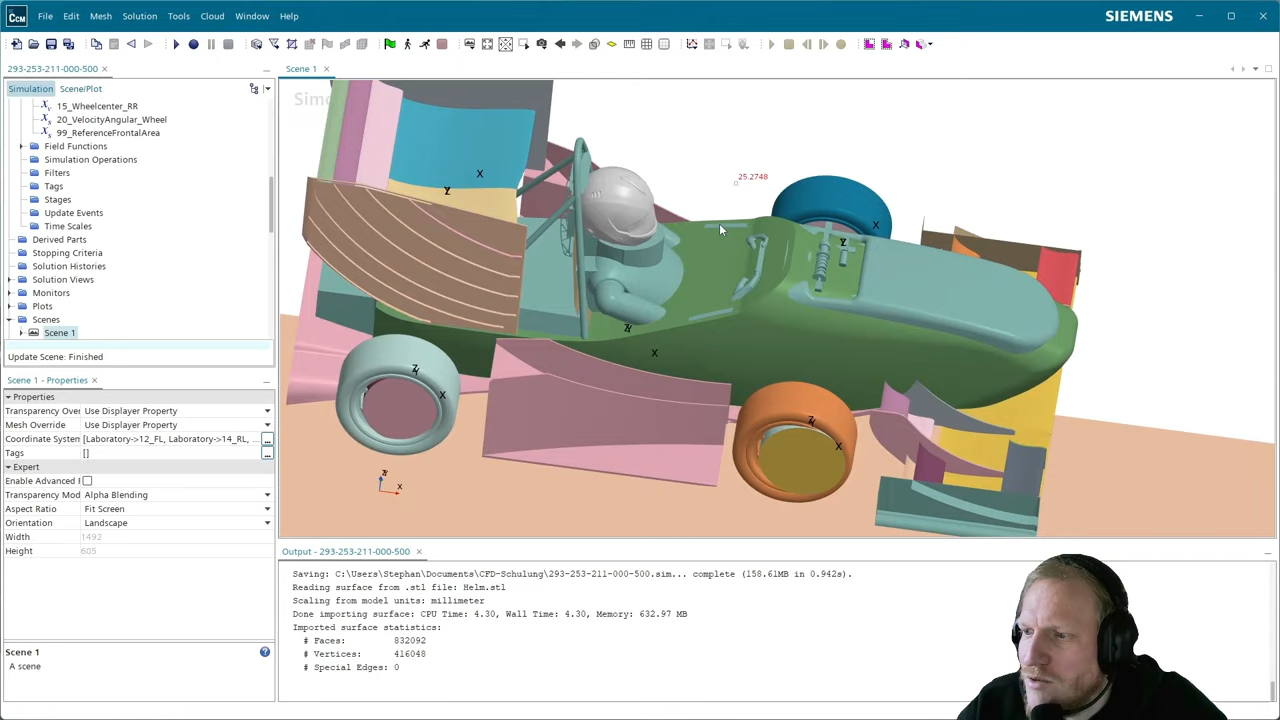 CCM File Edit Mesh Solution Tools Cloud Window Help SIEMENS
293-253-211-000-500
Simulation Scene/Plot
15_Wheelcenter_RR
20_VelocityAngular_Wheel
99_ReferenceFrontalArea
Field Functions
Simulation Operations
Filters
Tags
Stages
Update Events
Time Scales
Derived Parts
Stopping Criteria
Solution Histories
Solution Views
Monitors
Plots
Scenes
Scene 1
Update Scene: Finished
Scene 1 - Properties
Properties
Transparency Over Use Displayer Property
Mesh Override Use Displayer Property
Coordinate System [Laboratory->12_FL, Laboratory->14_RL, ...
Tags []
Expert
Enable Advanced
Transparency Mod Alpha Blending
Aspect Ratio Fit Screen
Orientation Landscape
Width 1492
Height 605
Scene 1
A scene
Scene 1
25.2748
X
X
Y
Z
X
Z
X
Z
X
X
Output - 293-253-211-000-500
Saving: C:\Users\Stephan\Documents\CFD-Schulung\293-253-211-000-500.sim... complete (158.61MB in 0.942s).
Reading surface from .stl file: Helm.stl
Scaling from model units: millimeter
Done importing surface: CPU Time: 4.30, Wall Time: 4.30, Memory: 632.97 MB
Imported surface statistics:
# Faces: 832092
# Vertices: 416048
# Special Edges: 0